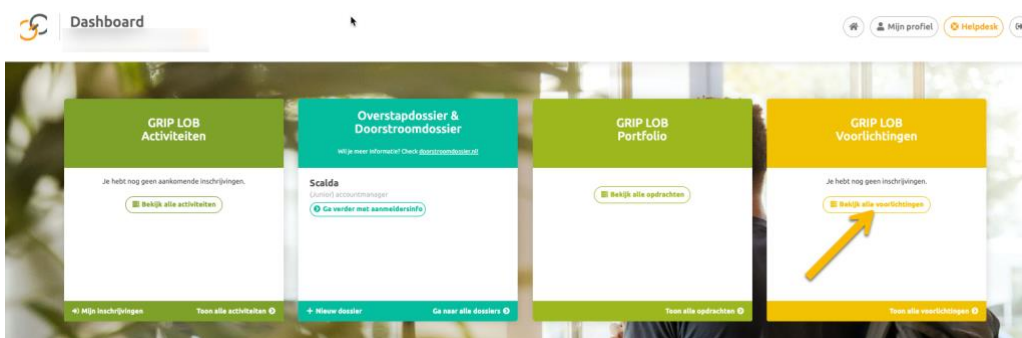 Dashboard
Mijn profiel
Helpdesk
GRIP LOB
Activiteiten
Je hebt nog geen aankomende inschrijvingen.
Bekijk alle activiteiten
Mijn inschrijvingen
Toon alle activiteiten
Overstapdossier &
Doorstroomdossier
Wil je meer informatie? Check doorstroomdossier.nl!
Scalda
(Junior) accountmanager
Ga verder met aanmeldersinfo
+ Nieuw dossier
Ga naar alle dossiers
GRIP LOB
Portfolio
Bekijk alle opdrachten
Toon alle opdrachten
GRIP LOB
Voorlichtingen
Je hebt nog geen inschrijvingen.
Bekijk alle voorlichtingen
Toon alle voorlichtingen